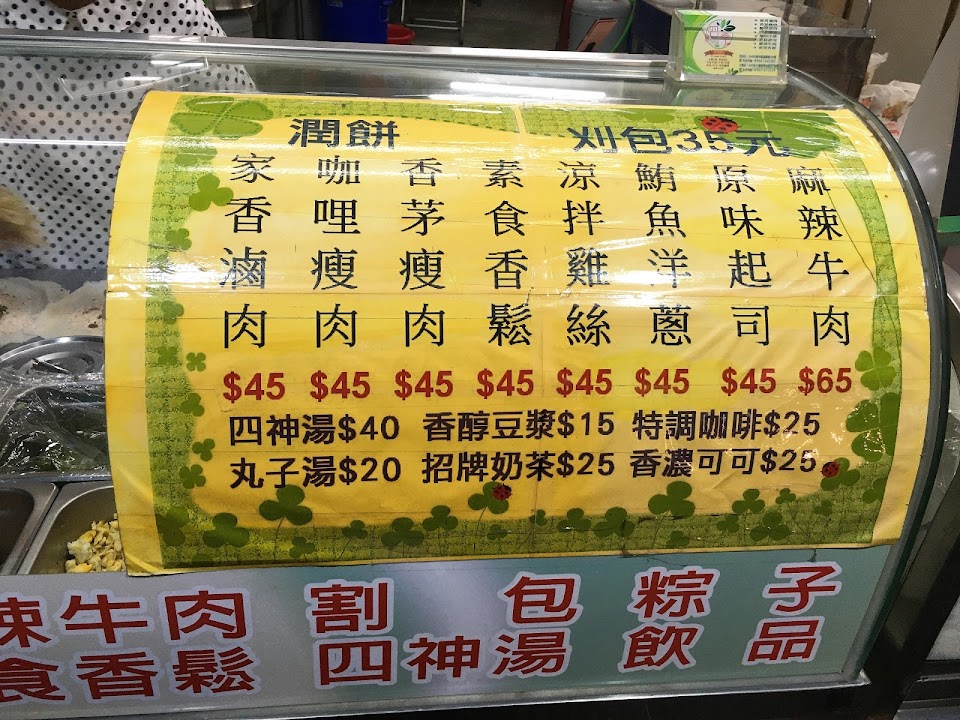 潤餅 刈包35元
家香滷肉 咖哩瘦肉 香茅瘦肉 素食香鬆 涼拌雞絲 鮪魚洋蔥 原味起司 麻辣牛肉
$45 $45 $45 $45 $45 $45 $45 $65
四神湯$40 香醇豆漿$15 特調咖啡$25
丸子湯$20 招牌奶茶$25 香濃可可$25
辣牛肉 割包 粽子
食香鬆 四神湯 飲品